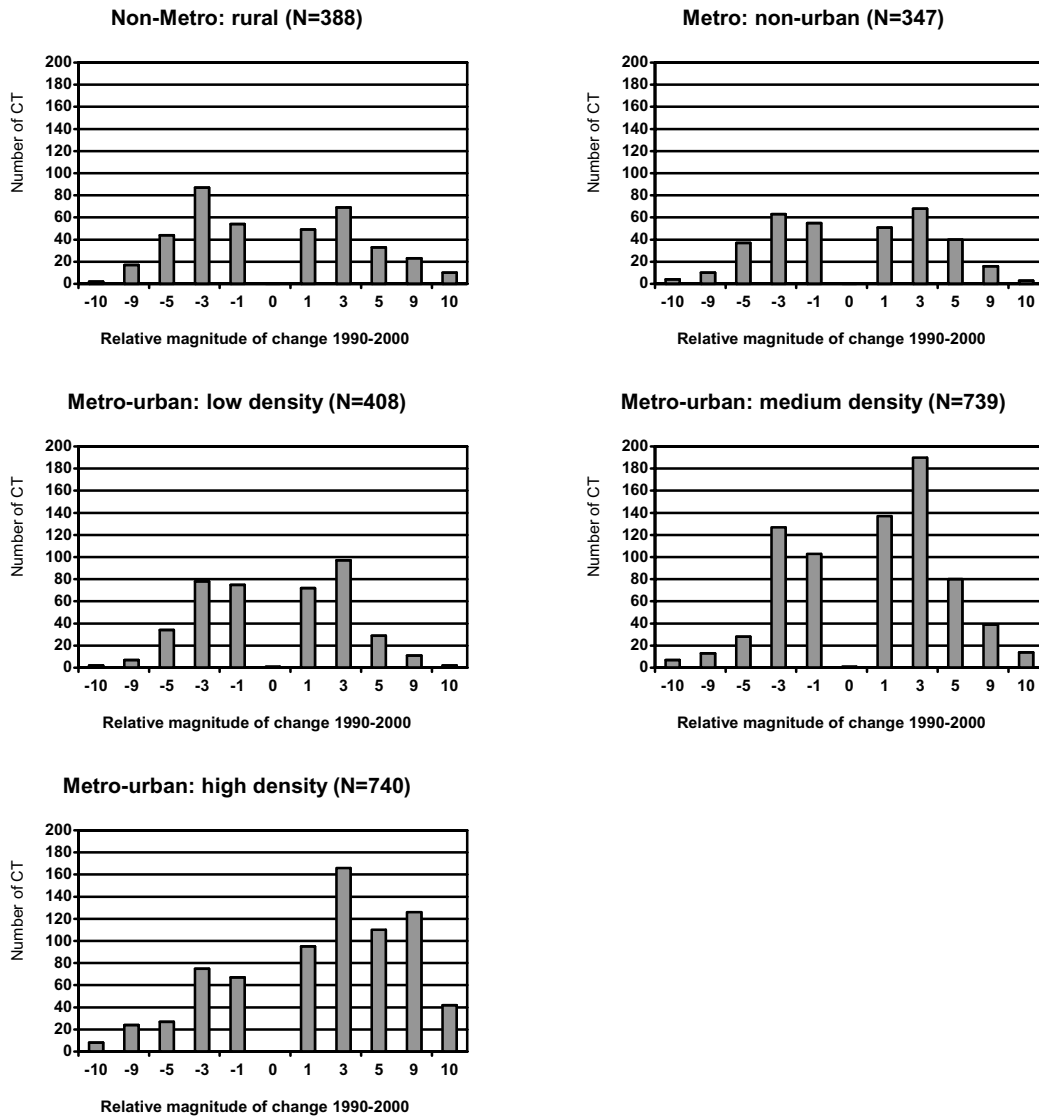 Non-Metro: rural (N=388)
Number of CT
200
180
160
140
120
100
80
60
40
20
0
-10 -9 -5 -3 -1 0 1 3 5 9 10
Relative magnitude of change 1990-2000
Metro: non-urban (N=347)
Number of CT
200
180
160
140
120
100
80
60
40
20
0
-10 -9 -5 -3 -1 0 1 3 5 9 10
Relative magnitude of change 1990-2000
Metro-urban: low density (N=408)
Number of CT
200
180
160
140
120
100
80
60
40
20
0
-10 -9 -5 -3 -1 0 1 3 5 9 10
Relative magnitude of change 1990-2000
Metro-urban: medium density (N=739)
Number of CT
200
180
160
140
120
100
80
60
40
20
0
-10 -9 -5 -3 -1 0 1 3 5 9 10
Relative magnitude of change 1990-2000
Metro-urban: high density (N=740)
Number of CT
200
180
160
140
120
100
80
60
40
20
0
-10 -9 -5 -3 -1 0 1 3 5 9 10
Relative magnitude of change 1990-2000